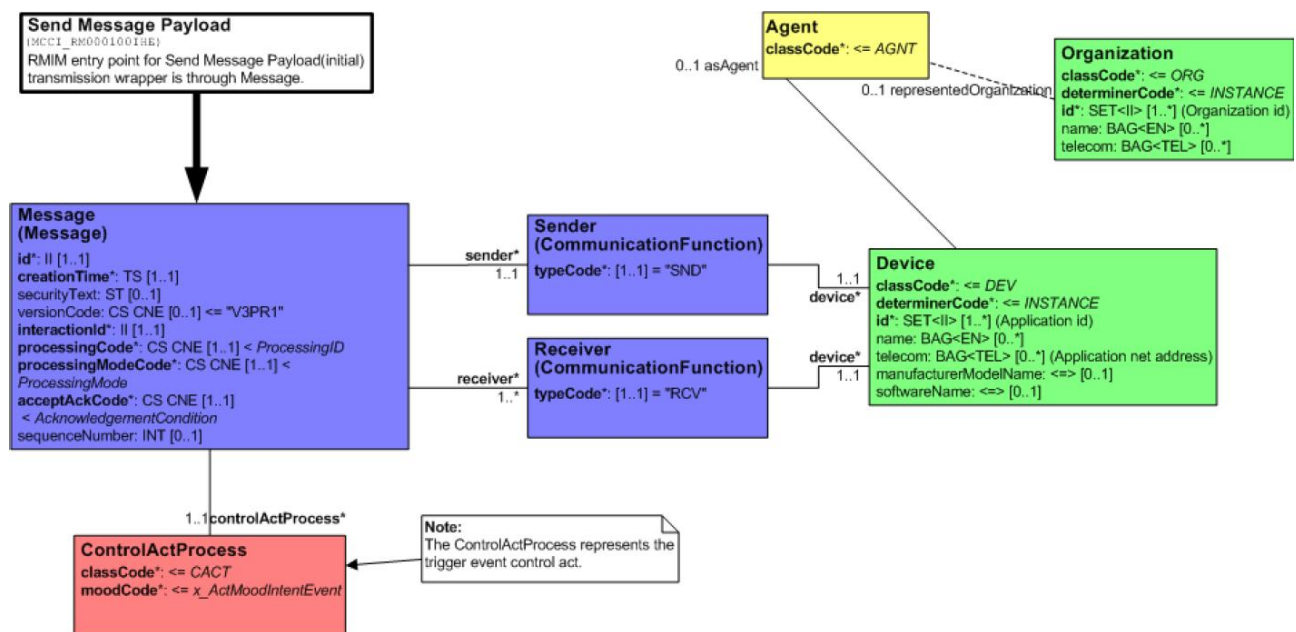 Send Message Payload
(MCCI_RM000100IHE)
RMIM entry point for Send Message Payload(initial)
transmission wrapper is through Message.
Agent
classCode*: <= AGNT
0..1 asAgent
0..1 representedOrganization
Organization
classCode*: <= ORG
determinerCode*: <= INSTANCE
id*: SET<II> [1..*] (Organization id)
name: BAG<EN> [0..*]
telecom: BAG<TEL> [0..*]
Message
(Message)
id*: II [1..1]
creationTime*: TS [1..1]
securityText: ST [0..1]
versionCode: CS CNE [0..1] <= "V3PR1"
interactionId*: II [1..1]
processingCode*: CS CNE [1..1] < ProcessingID
processingModeCode*: CS CNE [1..1] <
ProcessingMode
acceptAckCode*: CS CNE [1..1]
< AcknowledgementCondition
sequenceNumber: INT [0..1]
sender*
1..1
Sender
(CommunicationFunction)
typeCode*: [1..1] = "SND"
1..1
device*
receiver*
1..*
Receiver
(CommunicationFunction)
typeCode*: [1..1] = "RCV"
device*
1..1
Device
classCode*: <= DEV
determinerCode*: <= INSTANCE
id*: SET<II> [1..*] (Application id)
name: BAG<EN> [0..*]
telecom: BAG<TEL> [0..*] (Application net address)
manufacturerModelName: <=> [0..1]
softwareName: <=> [0..1]
1..1controlActProcess*
ControlActProcess
classCode*: <= CACT
moodCode*: <= x_ActMoodIntentEvent
Note:
The ControlActProcess represents the
trigger event control act.